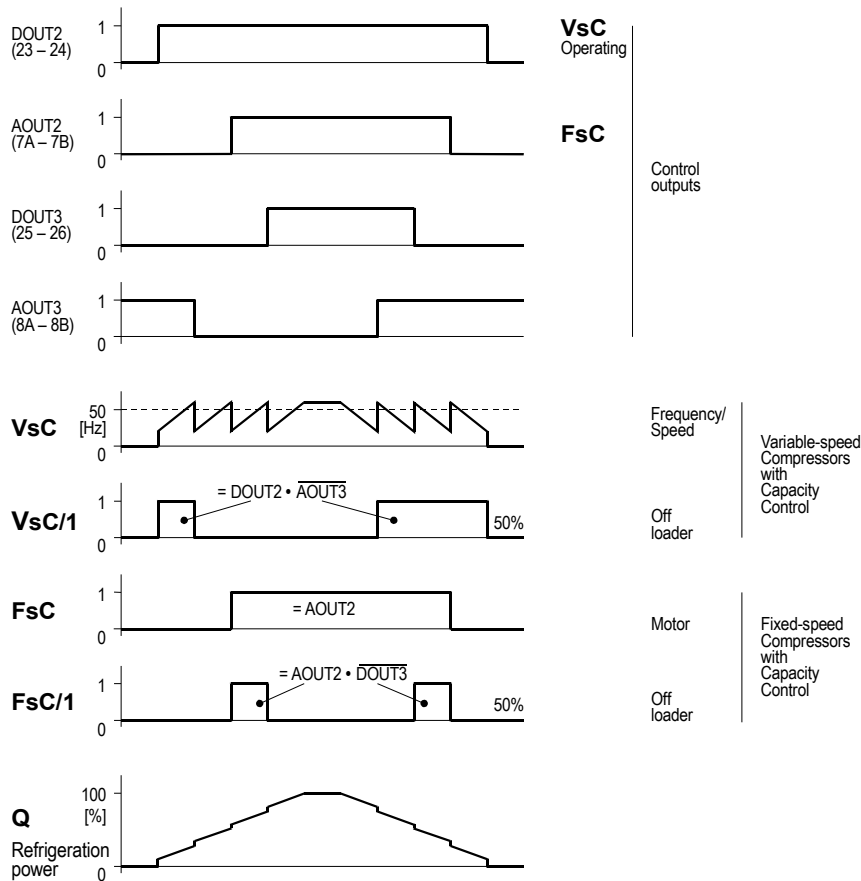 DOUT2
(23 – 24)
1
0
VsC
Operating
AOUT2
(7A – 7B)
1
0
FsC
Control
outputs
DOUT3
(25 – 26)
1
0
AOUT3
(8A – 8B)
1
0
VsC
50
[Hz]
0
Frequency/
Speed
Variable-speed
Compressors
with
Capacity
Control
VsC/1
1
0
= DOUT2 • A̅O̅U̅T̅3̅
50%
Off
loader
FsC
1
0
= AOUT2
Motor
Fixed-speed
Compressors
with
Capacity
Control
FsC/1
1
0
= AOUT2 • D̅O̅U̅T̅3̅
50%
Off
loader
Q
Refrigeration
power
100
[%]
0